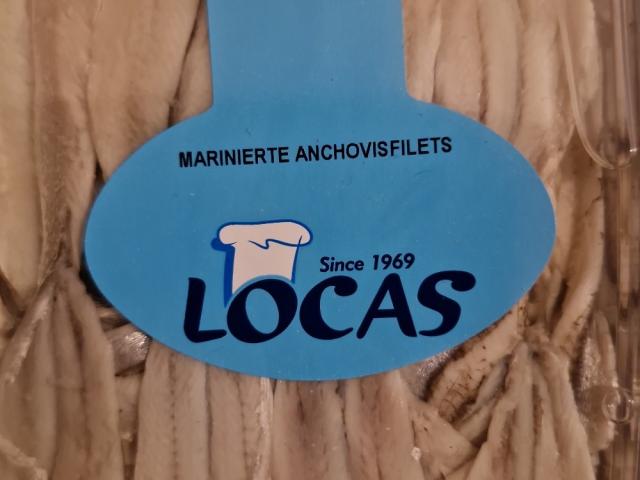 MARINIERTE ANCHOVISFILETS
Since 1969
LOCAS